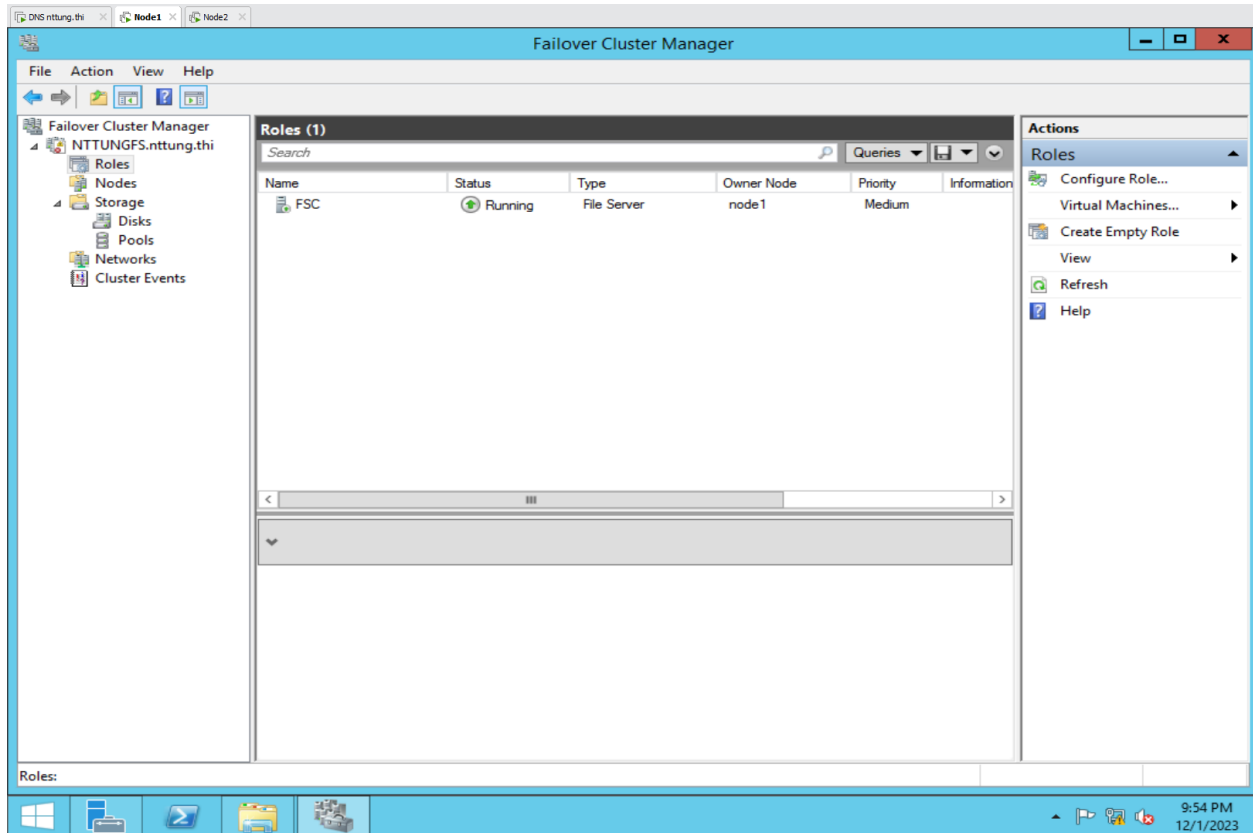 DNS nttung.thi
Node1
Node2
Failover Cluster Manager
File Action View Help
Failover Cluster Manager
NTTUNGFS.nttung.thi
Roles
Nodes
Storage
Disks
Pools
Networks
Cluster Events
Roles (1)
Search
Queries
Name Status Type Owner Node Priority Information
FSC Running File Server node1 Medium
Actions
Roles
Configure Role...
Virtual Machines...
Create Empty Role
View
Refresh
Help
Roles:
9:54 PM
12/1/2023